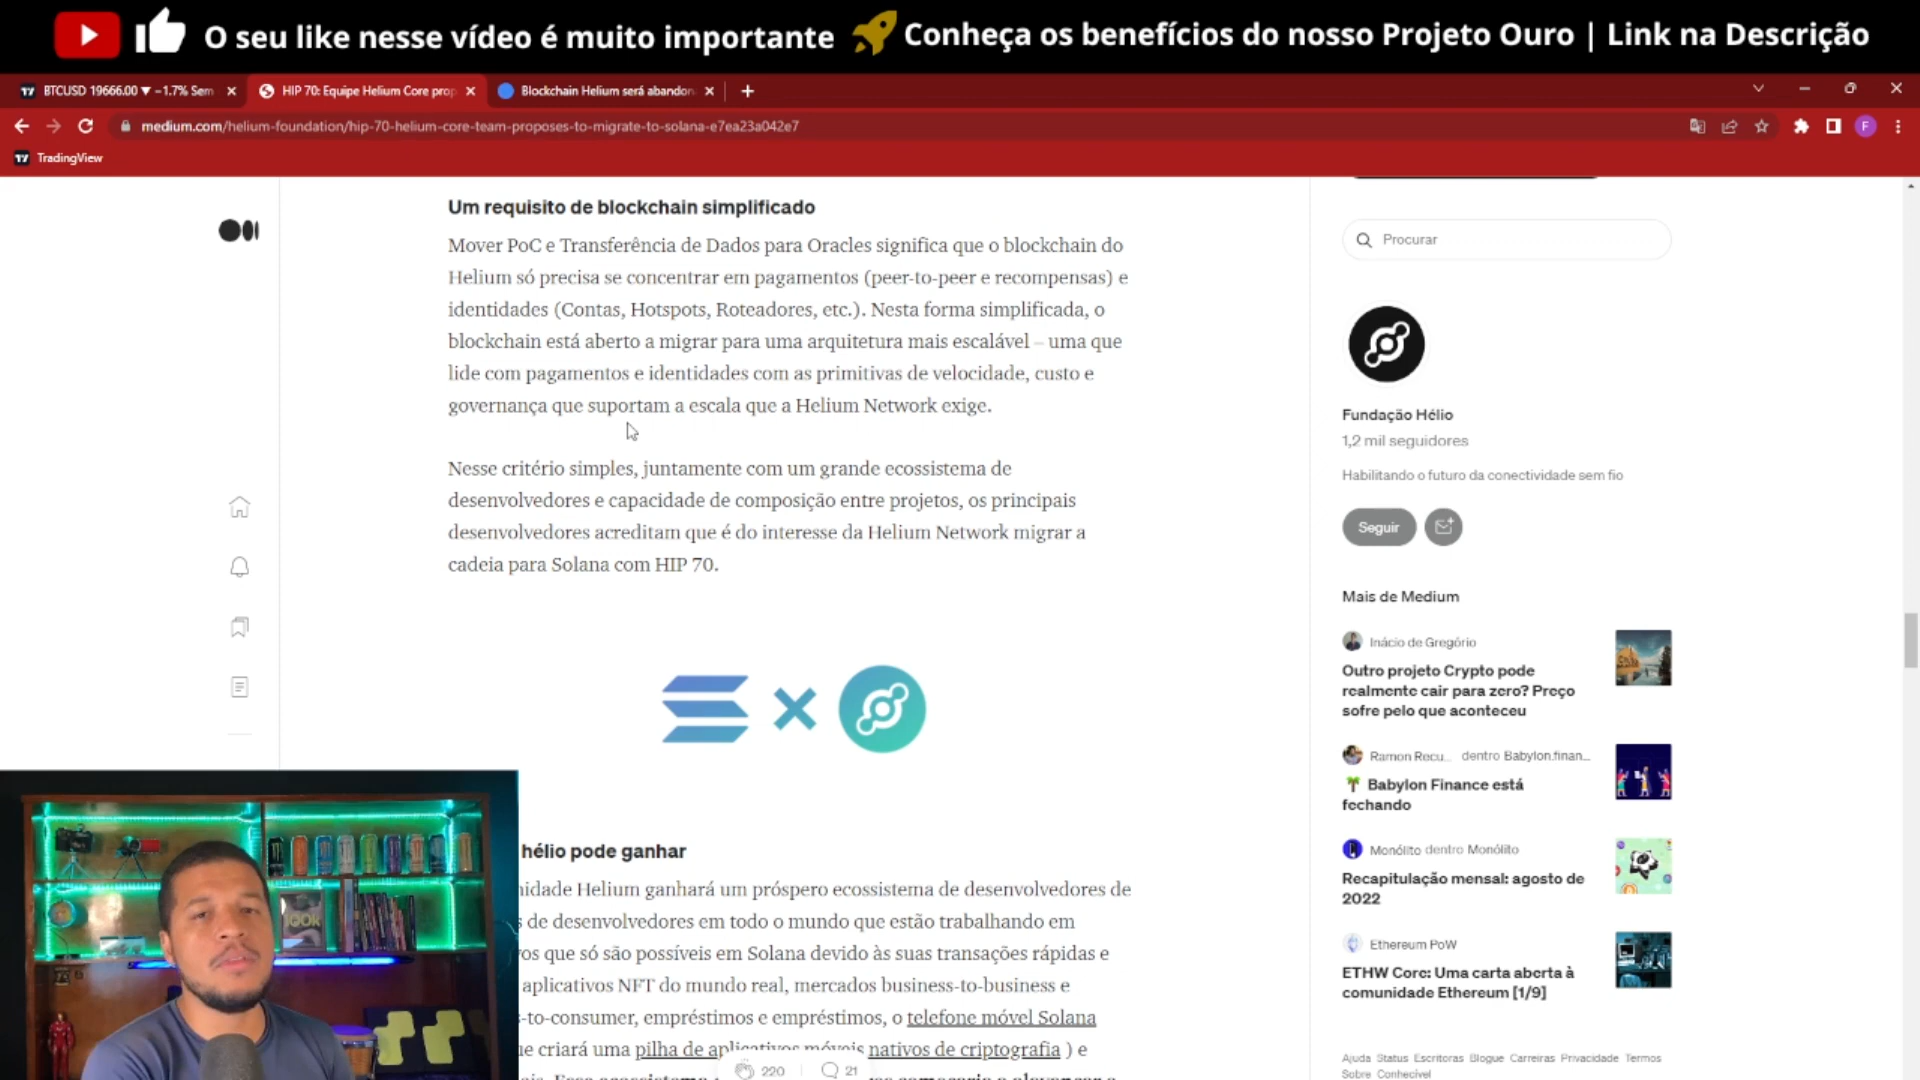 O seu like nesse vídeo é muito importante
Conheça os benefícios do nosso Projeto Ouro | Link na Descrição
BTCUSD 19666.00 ▼ −1.7% Sem
HIP 70: Equipe Helium Core prop
Blockchain Helium será abandon
medium.com/helium-foundation/hip-70-helium-core-team-proposes-to-migrate-to-solana-e7ea23a042e7
F
TradingView
Um requisito de blockchain simplificado
Mover PoC e Transferência de Dados para Oracles significa que o blockchain do
Helium só precisa se concentrar em pagamentos (peer-to-peer e recompensas) e
identidades (Contas, Hotspots, Roteadores, etc.). Nesta forma simplificada, o
blockchain está aberto a migrar para uma arquitetura mais escalável – uma que
lide com pagamentos e identidades com as primitivas de velocidade, custo e
governança que suportam a escala que a Helium Network exige.
Nesse critério simples, juntamente com um grande ecossistema de
desenvolvedores e capacidade de composição entre projetos, os principais
desenvolvedores acreditam que é do interesse da Helium Network migrar a
cadeia para Solana com HIP 70.
hélio pode ganhar
nidade Helium ganhará um próspero ecossistema de desenvolvedores de
s de desenvolvedores em todo o mundo que estão trabalhando em
vos que só são possíveis em Solana devido às suas transações rápidas e
aplicativos NFT do mundo real, mercados business-to-business e
-to-consumer, empréstimos e empréstimos, o telefone móvel Solana
ue criará uma pilha de aplicativos móveis nativos de criptografia ) e
220
21
Procurar
Fundação Hélio
1,2 mil seguidores
Habilitando o futuro da conectividade sem fio
Seguir
Mais de Medium
Inácio de Gregório
Outro projeto Crypto pode
realmente cair para zero? Preço
sofre pelo que aconteceu
Ramon Recu... dentro Babylon.finan...
Babylon Finance está
fechando
Monólito dentro Monólito
Recapitulação mensal: agosto de
2022
Ethereum PoW
ETHW Core: Uma carta aberta à
comunidade Ethereum [1/9]
Ajuda Status Escritoras Blogue Carreiras Privacidade Termos
Sobre Conhecível